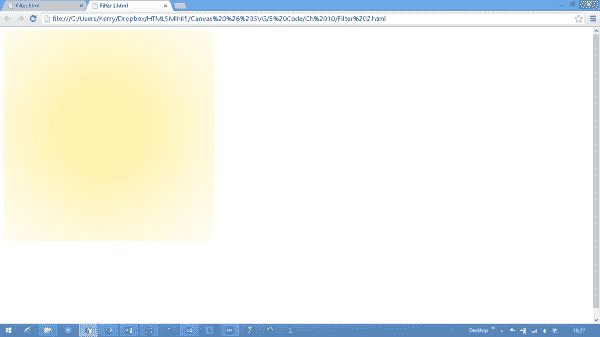 Filter.html
Filter 2.html
file:///C:/Users/Kerry/Dropbox/HTML5MINI1/Canvas%20%26%20SVG/5%20Code/Ch%2010/Filter%202.html
Desktop
19:27